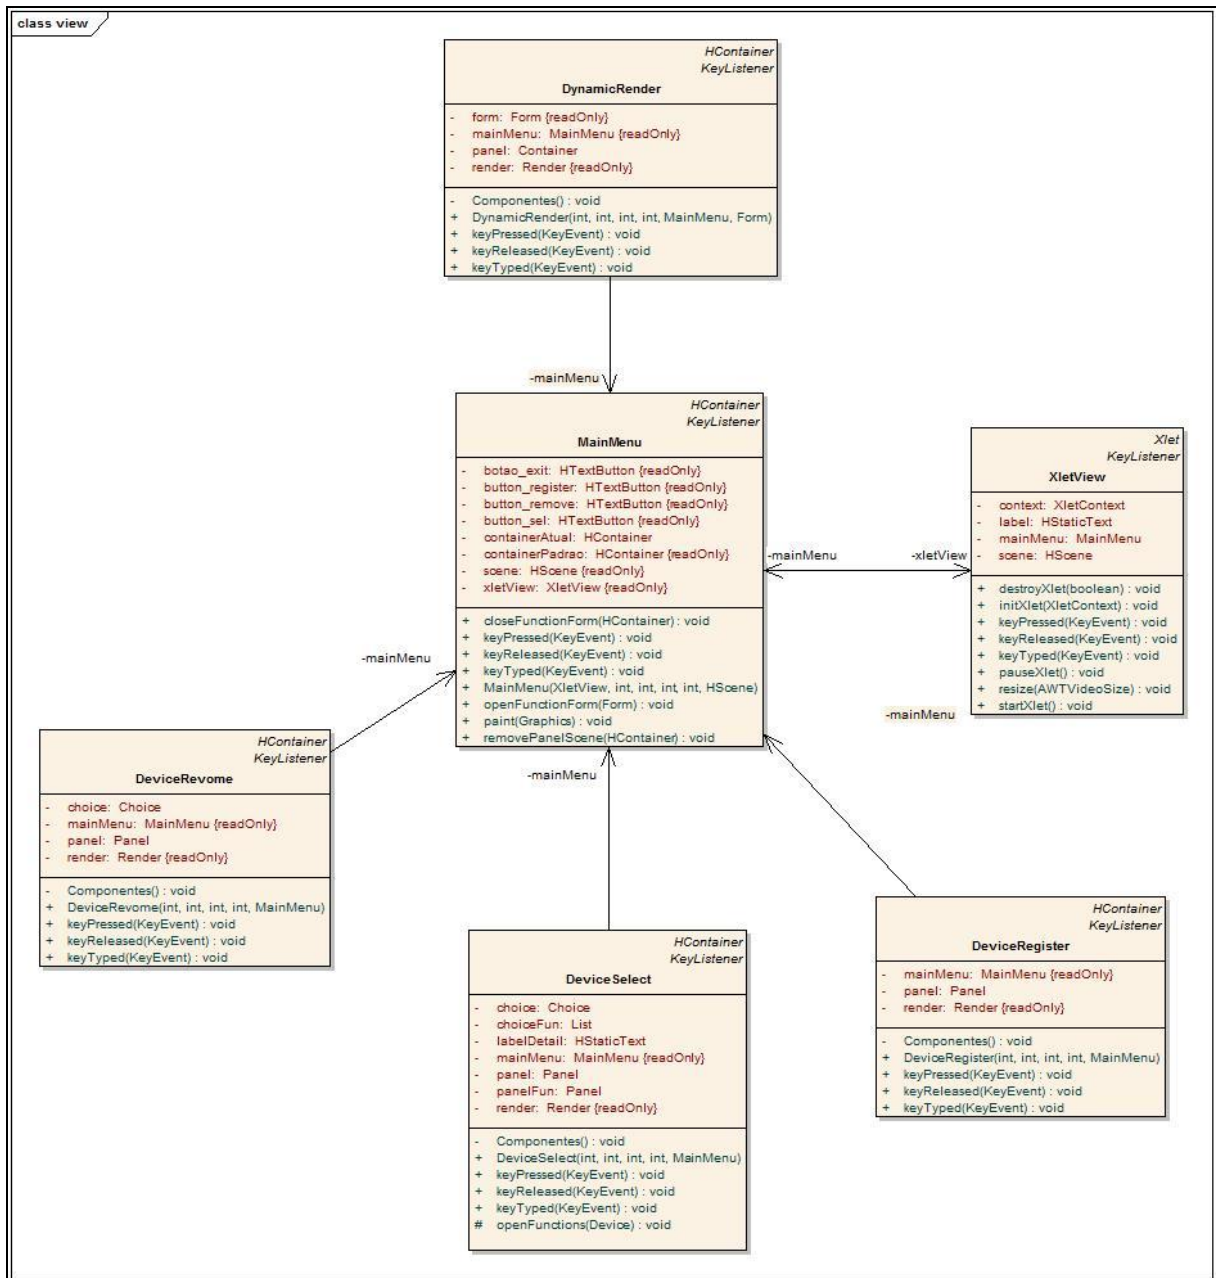 class view
HContainer
KeyListener
DynamicRender
- form: Form {readOnly}
- mainMenu: MainMenu {readOnly}
- panel: Container
- render: Render {readOnly}
- Componentes() : void
+ DynamicRender(int, int, int, int, MainMenu, Form)
+ keyPressed(KeyEvent) : void
+ keyReleased(KeyEvent) : void
+ keyTyped(KeyEvent) : void
-mainMenu
HContainer
KeyListener
MainMenu
- botao_exit: HTextButton {readOnly}
- button_register: HTextButton {readOnly}
- button_remove: HTextButton {readOnly}
- button_sel: HTextButton {readOnly}
- containerAtual: HContainer
- containerPadrao: HContainer {readOnly}
- scene: HScene {readOnly}
- xletView: XletView {readOnly}
+ closeFunctionForm(HContainer) : void
+ keyPressed(KeyEvent) : void
+ keyReleased(KeyEvent) : void
+ keyTyped(KeyEvent) : void
+ MainMenu(XletView, int, int, int, int, HScene)
+ openFunctionForm(Form) : void
+ paint(Graphics) : void
+ removePanelScene(HContainer) : void
-mainMenu
-xletView
Xlet
KeyListener
XletView
- context: XletContext
- label: HStaticText
- mainMenu: MainMenu
- scene: HScene
+ destroyXlet(boolean) : void
+ initXlet(XletContext) : void
+ keyPressed(KeyEvent) : void
+ keyReleased(KeyEvent) : void
+ keyTyped(KeyEvent) : void
+ pauseXlet() : void
+ resize(AWTVideoSize) : void
+ startXlet() : void
-mainMenu
-mainMenu
-mainMenu
HContainer
KeyListener
DeviceRevome
- choice: Choice
- mainMenu: MainMenu {readOnly}
- panel: Panel
- render: Render {readOnly}
- Componentes() : void
+ DeviceRevome(int, int, int, int, MainMenu)
+ keyPressed(KeyEvent) : void
+ keyReleased(KeyEvent) : void
+ keyTyped(KeyEvent) : void
HContainer
KeyListener
DeviceSelect
- choice: Choice
- choiceFun: List
- labelDetail: HStaticText
- mainMenu: MainMenu {readOnly}
- panel: Panel
- panelFun: Panel
- render: Render {readOnly}
- Componentes() : void
+ DeviceSelect(int, int, int, int, MainMenu)
+ keyPressed(KeyEvent) : void
+ keyReleased(KeyEvent) : void
+ keyTyped(KeyEvent) : void
# openFunctions(Device) : void
HContainer
KeyListener
DeviceRegister
- mainMenu: MainMenu {readOnly}
- panel: Panel
- render: Render {readOnly}
- Componentes() : void
+ DeviceRegister(int, int, int, int, MainMenu)
+ keyPressed(KeyEvent) : void
+ keyReleased(KeyEvent) : void
+ keyTyped(KeyEvent) : void